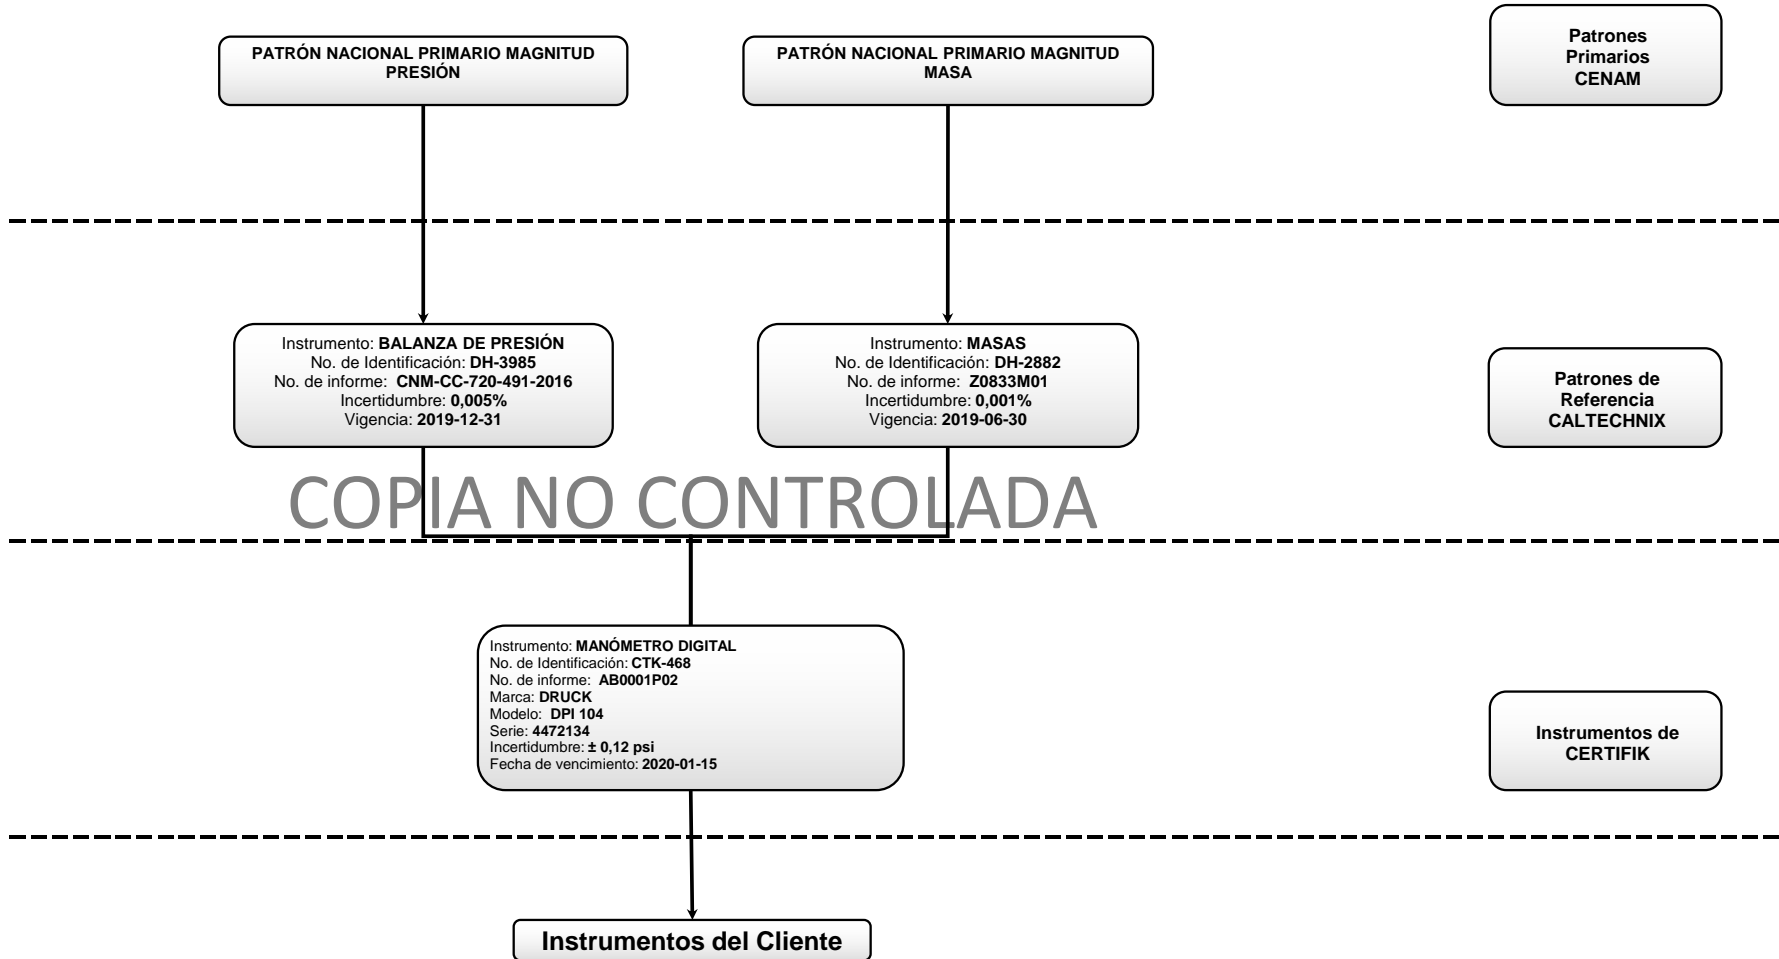 PATRÓN NACIONAL PRIMARIO MAGNITUD
PRESIÓN
PATRÓN NACIONAL PRIMARIO MAGNITUD
MASA
Patrones
Primarios
CENAM
Instrumento: BALANZA DE PRESIÓN
No. de Identificación: DH-3985
No. de informe: CNM-CC-720-491-2016
Incertidumbre: 0,005%
Vigencia: 2019-12-31
Instrumento: MASAS
No. de Identificación: DH-2882
No. de informe: Z0833M01
Incertidumbre: 0,001%
Vigencia: 2019-06-30
Patrones de
Referencia
CALTECHNIX
COPIA NO CONTROLADA
Instrumento: MANÓMETRO DIGITAL
No. de Identificación: CTK-468
No. de informe: AB0001P02
Marca: DRUCK
Modelo: DPI 104
Serie: 4472134
Incertidumbre: ± 0,12 psi
Fecha de vencimiento: 2020-01-15
Instrumentos de
CERTIFIK
Instrumentos del Cliente